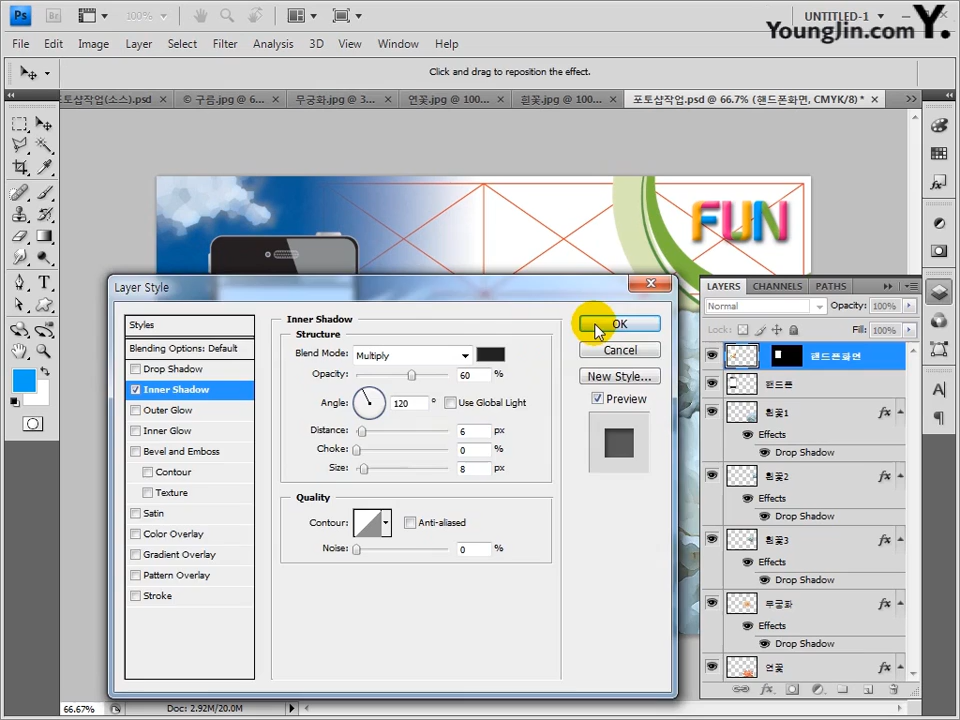 Ps Br 100% UNTITLED-1
YoungJin.com Y.
File Edit Image Layer Select Filter Analysis 3D View Window Help
Click and drag to reposition the effect.
포토샵작업(소스).psd © 구름.jpg @ 6... 무궁화.jpg @ 3... 연꽃.jpg @ 100... 흰꽃.jpg @ 100... 포토샵작업.psd @ 66.7% (핸드폰화면, CMYK/8) *
FUN
Layer Style
Styles
Blending Options: Default
Drop Shadow
Inner Shadow
Outer Glow
Inner Glow
Bevel and Emboss
Contour
Texture
Satin
Color Overlay
Gradient Overlay
Pattern Overlay
Stroke
Inner Shadow
Structure
Blend Mode: Multiply
Opacity: 60 %
Angle: 120 ° Use Global Light
Distance: 6 px
Choke: 0 %
Size: 8 px
Quality
Contour: Anti-aliased
Noise: 0 %
OK
Cancel
New Style...
Preview
LAYERS CHANNELS PATHS
Normal Opacity: 100%
Lock: Fill: 100%
핸드폰화면
핸드폰
흰꽃1 fx
Effects
Drop Shadow
흰꽃2 fx
Effects
Drop Shadow
흰꽃3 fx
Effects
Drop Shadow
무궁화 fx
Effects
Drop Shadow
연꽃 fx
66.67% Doc: 2.92M/20.0M